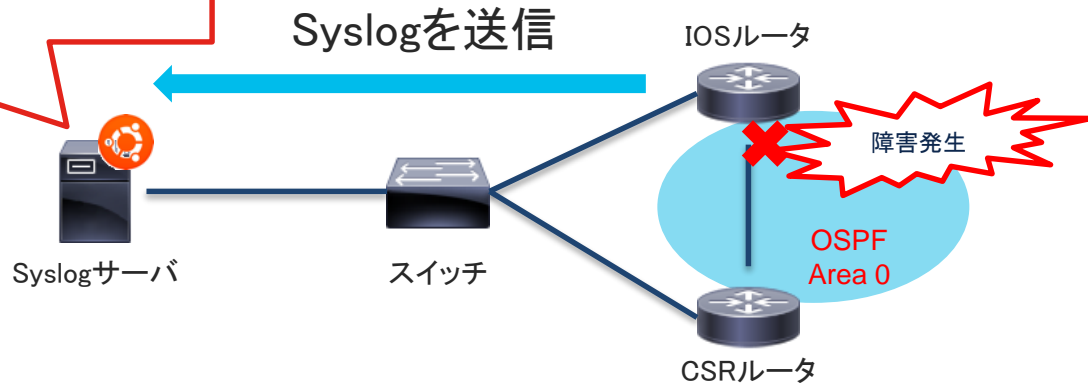 Syslogを送信
IOSルータ
障害発生
OSPF
Area 0
Syslogサーバ
スイッチ
CSRルータ